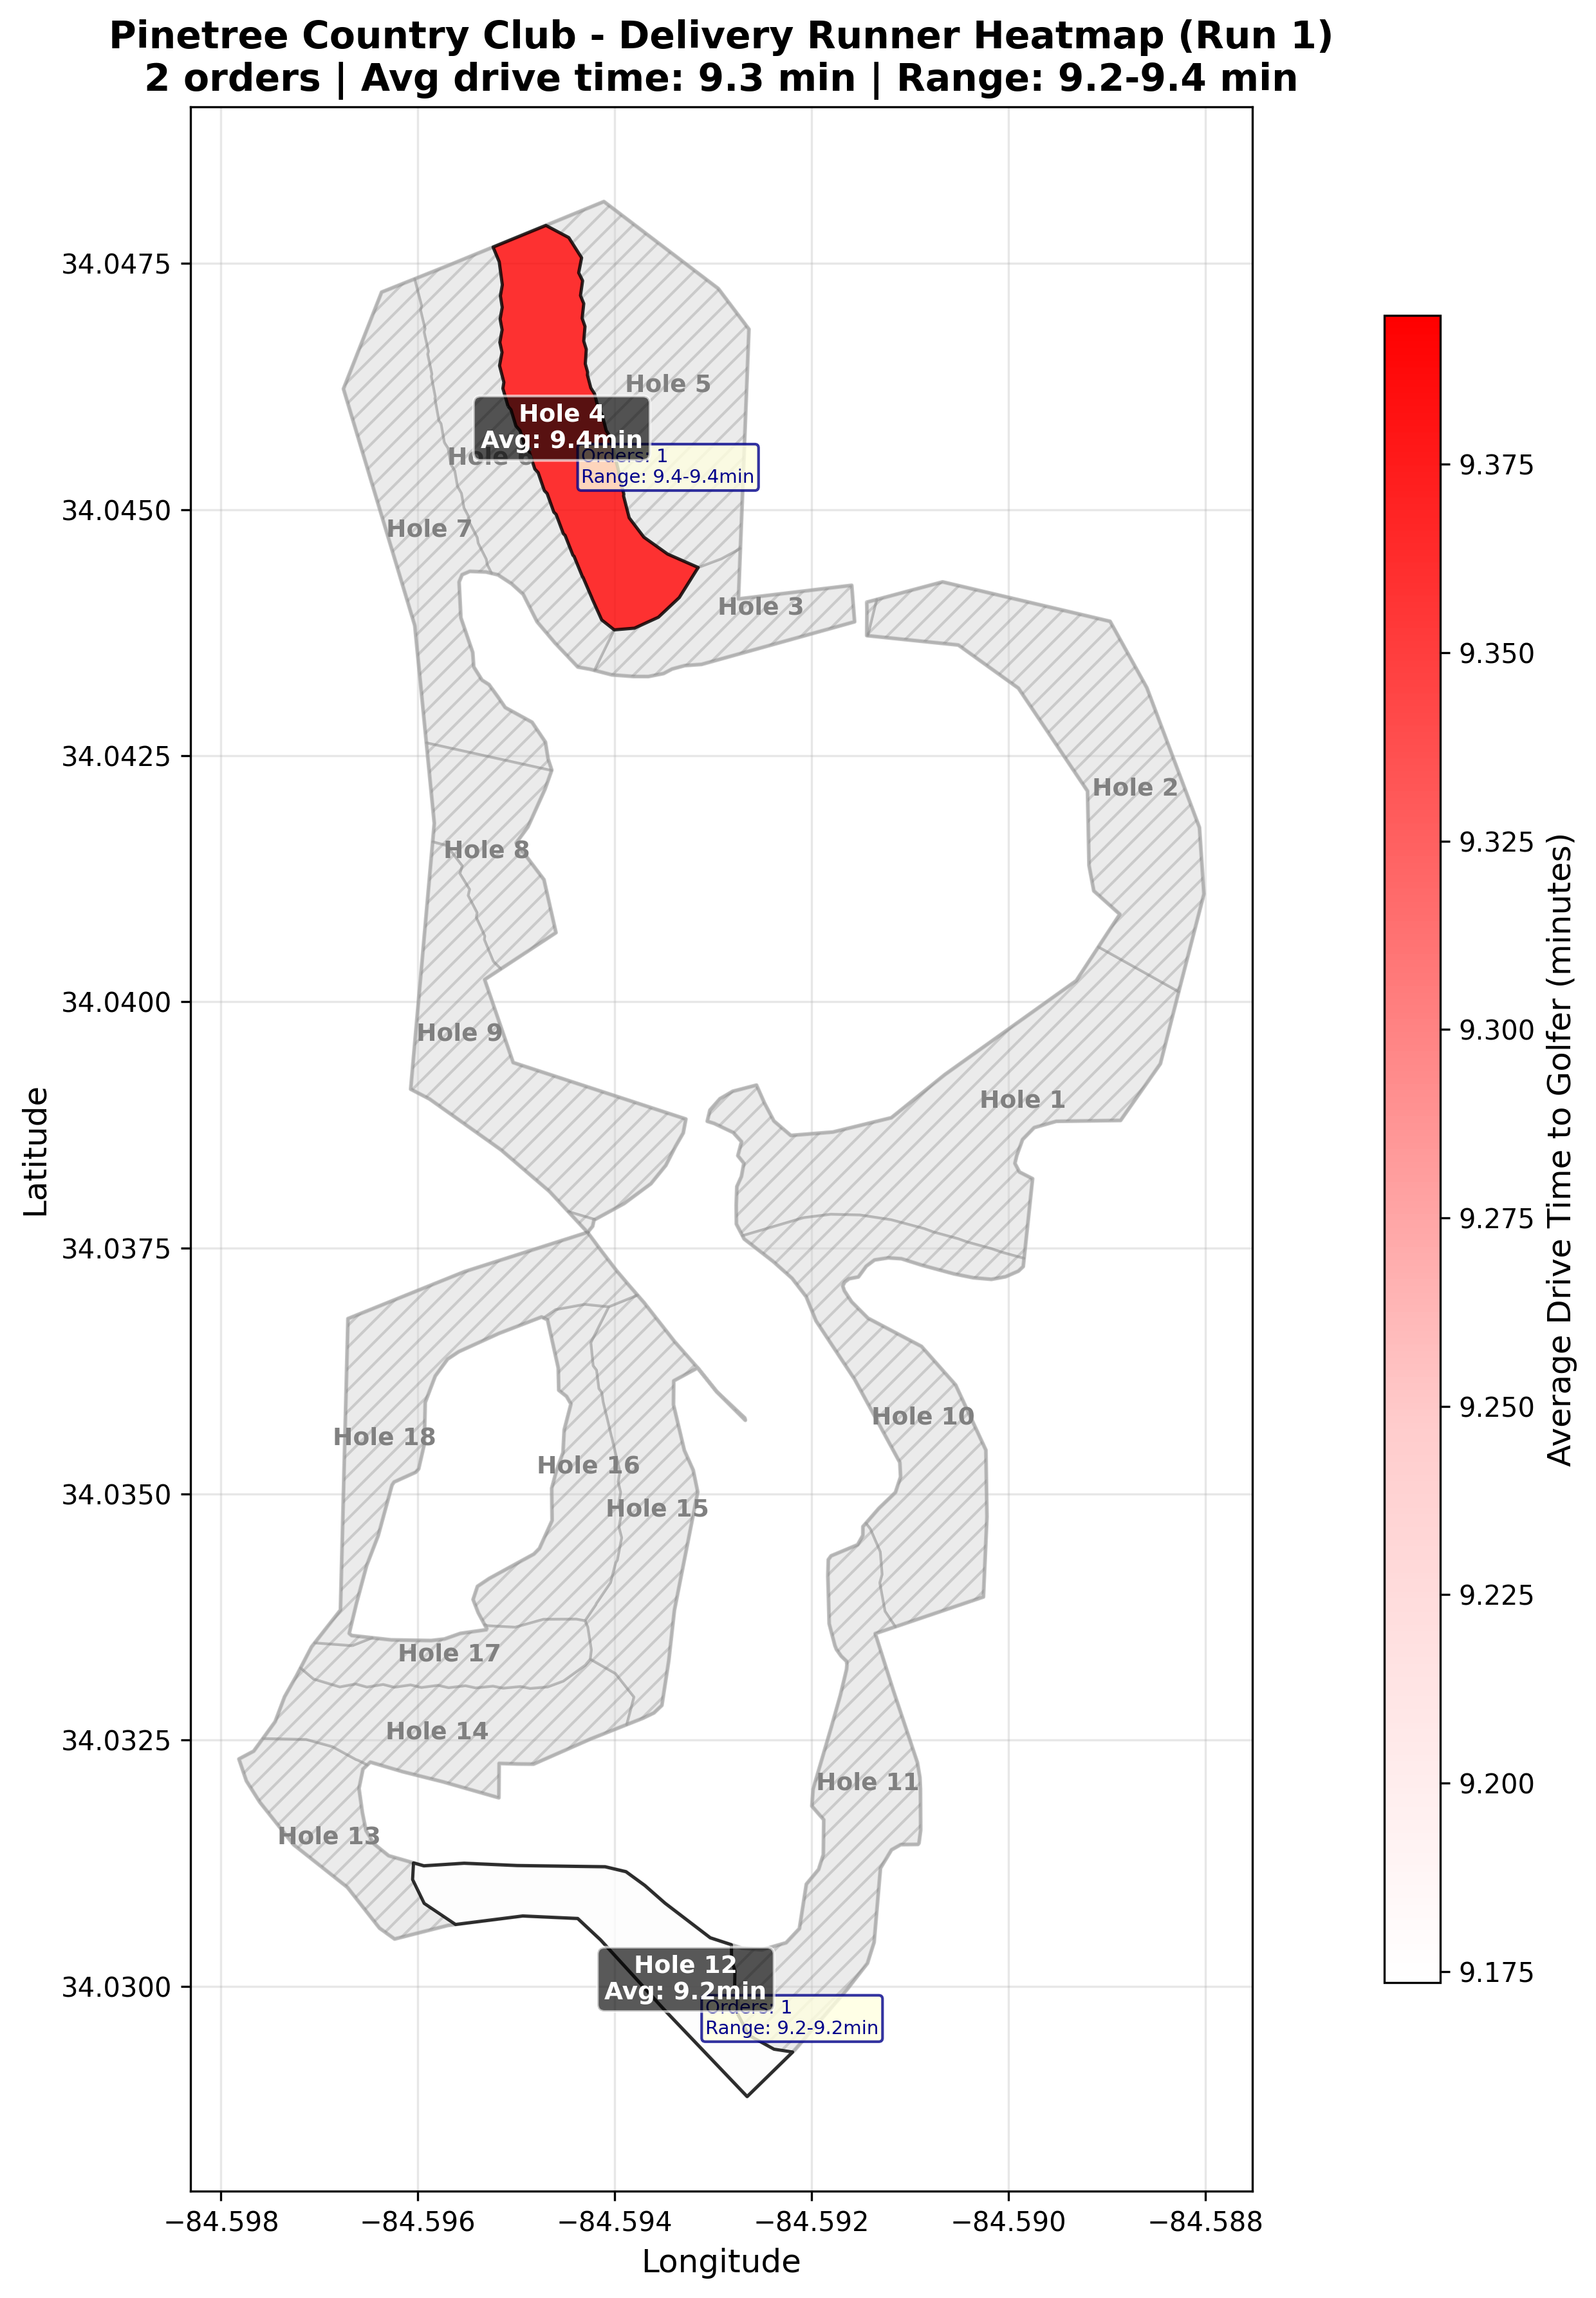 Pinetree Country Club - Delivery Runner Heatmap (Run 1)
2 orders | Avg drive time: 9.3 min | Range: 9.2-9.4 min
34.0475
34.0450
34.0425
34.0400
34.0375
34.0350
34.0325
34.0300
Latitude
Hole 5
Hole 4
Avg: 9.4min
Orders: 1
Range: 9.4-9.4min
Hole 6
Hole 7
Hole 3
Hole 2
Hole 8
Hole 9
Hole 1
Hole 10
Hole 18
Hole 16
Hole 15
Hole 17
Hole 14
Hole 11
Hole 13
Hole 12
Avg: 9.2min
Orders: 1
Range: 9.2-9.2min
−84.598
−84.596
−84.594
−84.592
−84.590
−84.588
Longitude
9.375
9.350
9.325
9.300
9.275
9.250
9.225
9.200
9.175
Average Drive Time to Golfer (minutes)